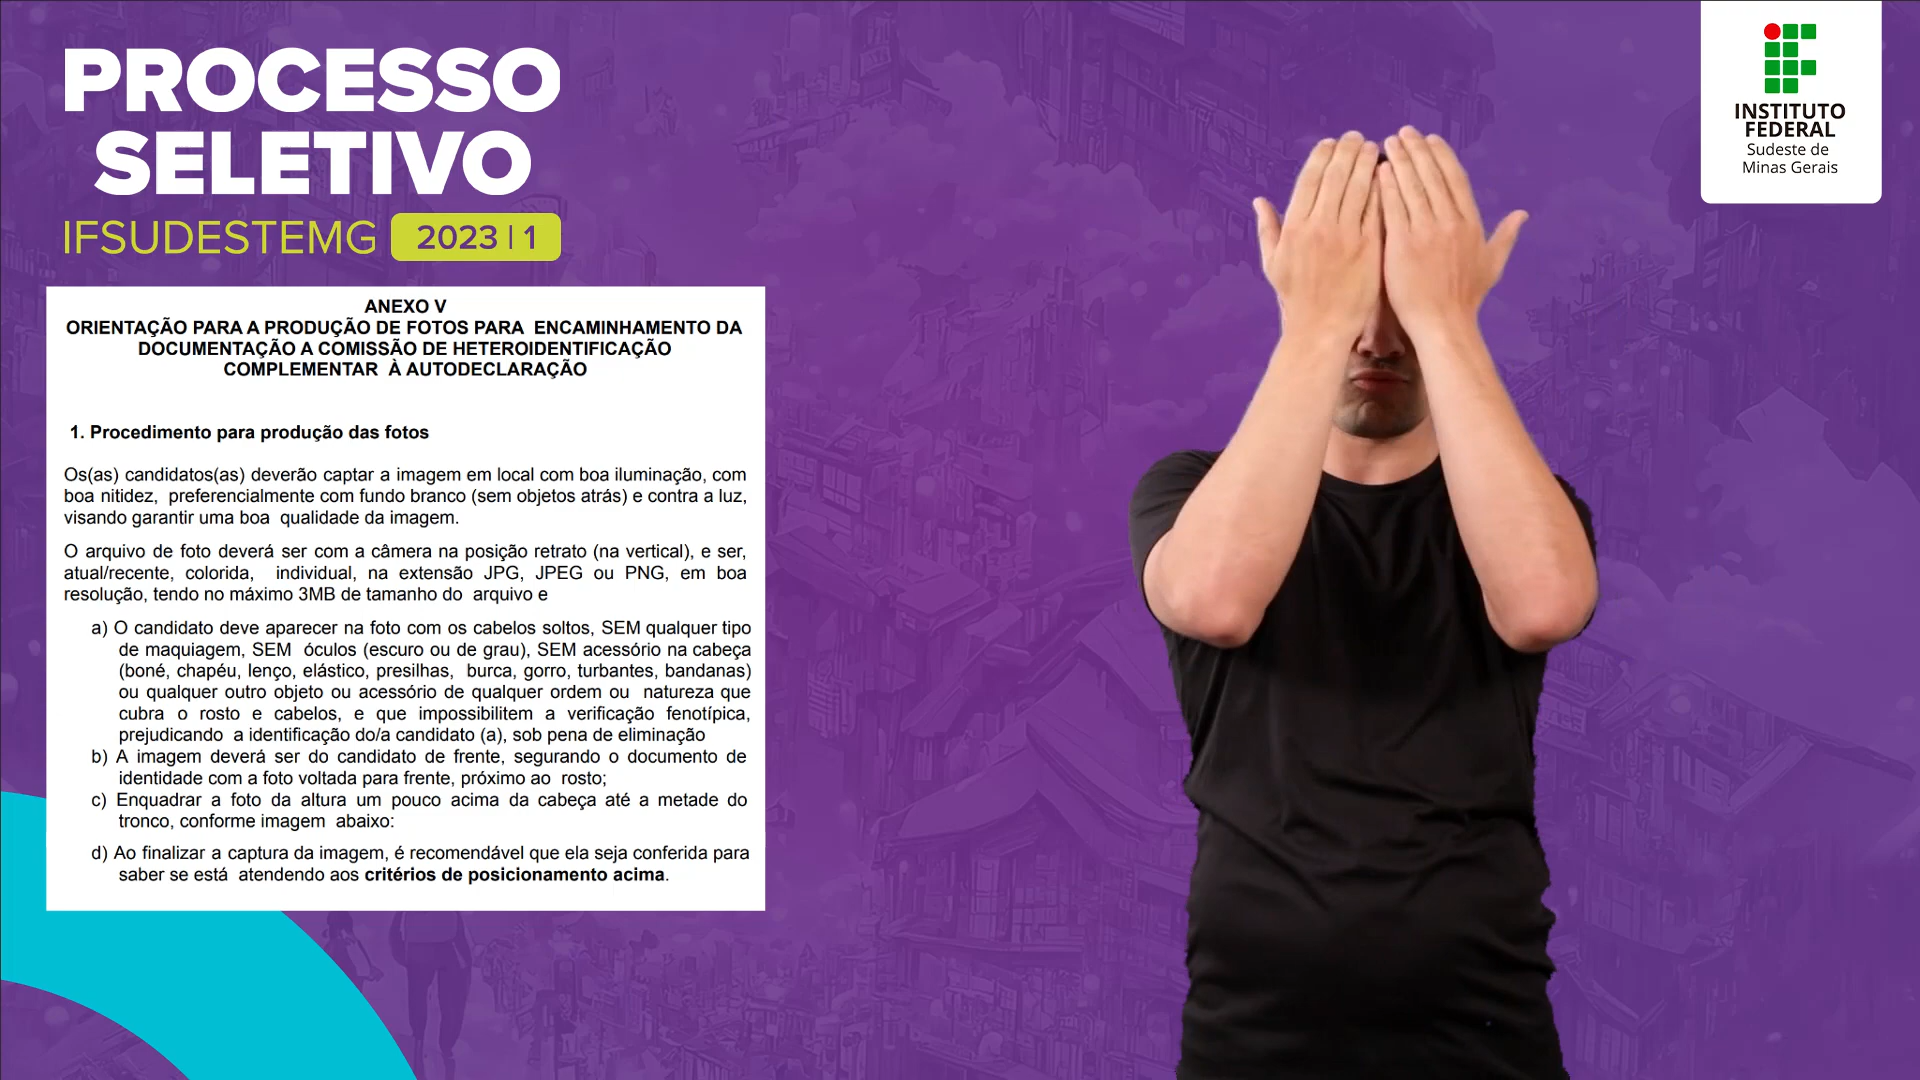 PROCESSO
SELETIVO
IFSUDESTEMG 2023 | 1
INSTITUTO
FEDERAL
Sudeste de
Minas Gerais
ANEXO V
ORIENTAÇÃO PARA A PRODUÇÃO DE FOTOS PARA ENCAMINHAMENTO DA
DOCUMENTAÇÃO A COMISSÃO DE HETEROIDENTIFICAÇÃO
COMPLEMENTAR À AUTODECLARAÇÃO
1. Procedimento para produção das fotos
Os(as) candidatos(as) deverão captar a imagem em local com boa iluminação, com
boa nitidez, preferencialmente com fundo branco (sem objetos atrás) e contra a luz,
visando garantir uma boa qualidade da imagem.
O arquivo de foto deverá ser com a câmera na posição retrato (na vertical), e ser,
atual/recente, colorida, individual, na extensão JPG, JPEG ou PNG, em boa
resolução, tendo no máximo 3MB de tamanho do arquivo e
a) O candidato deve aparecer na foto com os cabelos soltos, SEM qualquer tipo
de maquiagem, SEM óculos (escuro ou de grau), SEM acessório na cabeça
(boné, chapéu, lenço, elástico, presilhas, burca, gorro, turbantes, bandanas)
ou qualquer outro objeto ou acessório de qualquer ordem ou natureza que
cubra o rosto e cabelos, e que impossibilitem a verificação fenotípica,
prejudicando a identificação do/a candidato (a), sob pena de eliminação
b) A imagem deverá ser do candidato de frente, segurando o documento de
identidade com a foto voltada para frente, próximo ao rosto;
c) Enquadrar a foto da altura um pouco acima da cabeça até a metade do
tronco, conforme imagem abaixo:
d) Ao finalizar a captura da imagem, é recomendável que ela seja conferida para
saber se está atendendo aos critérios de posicionamento acima.